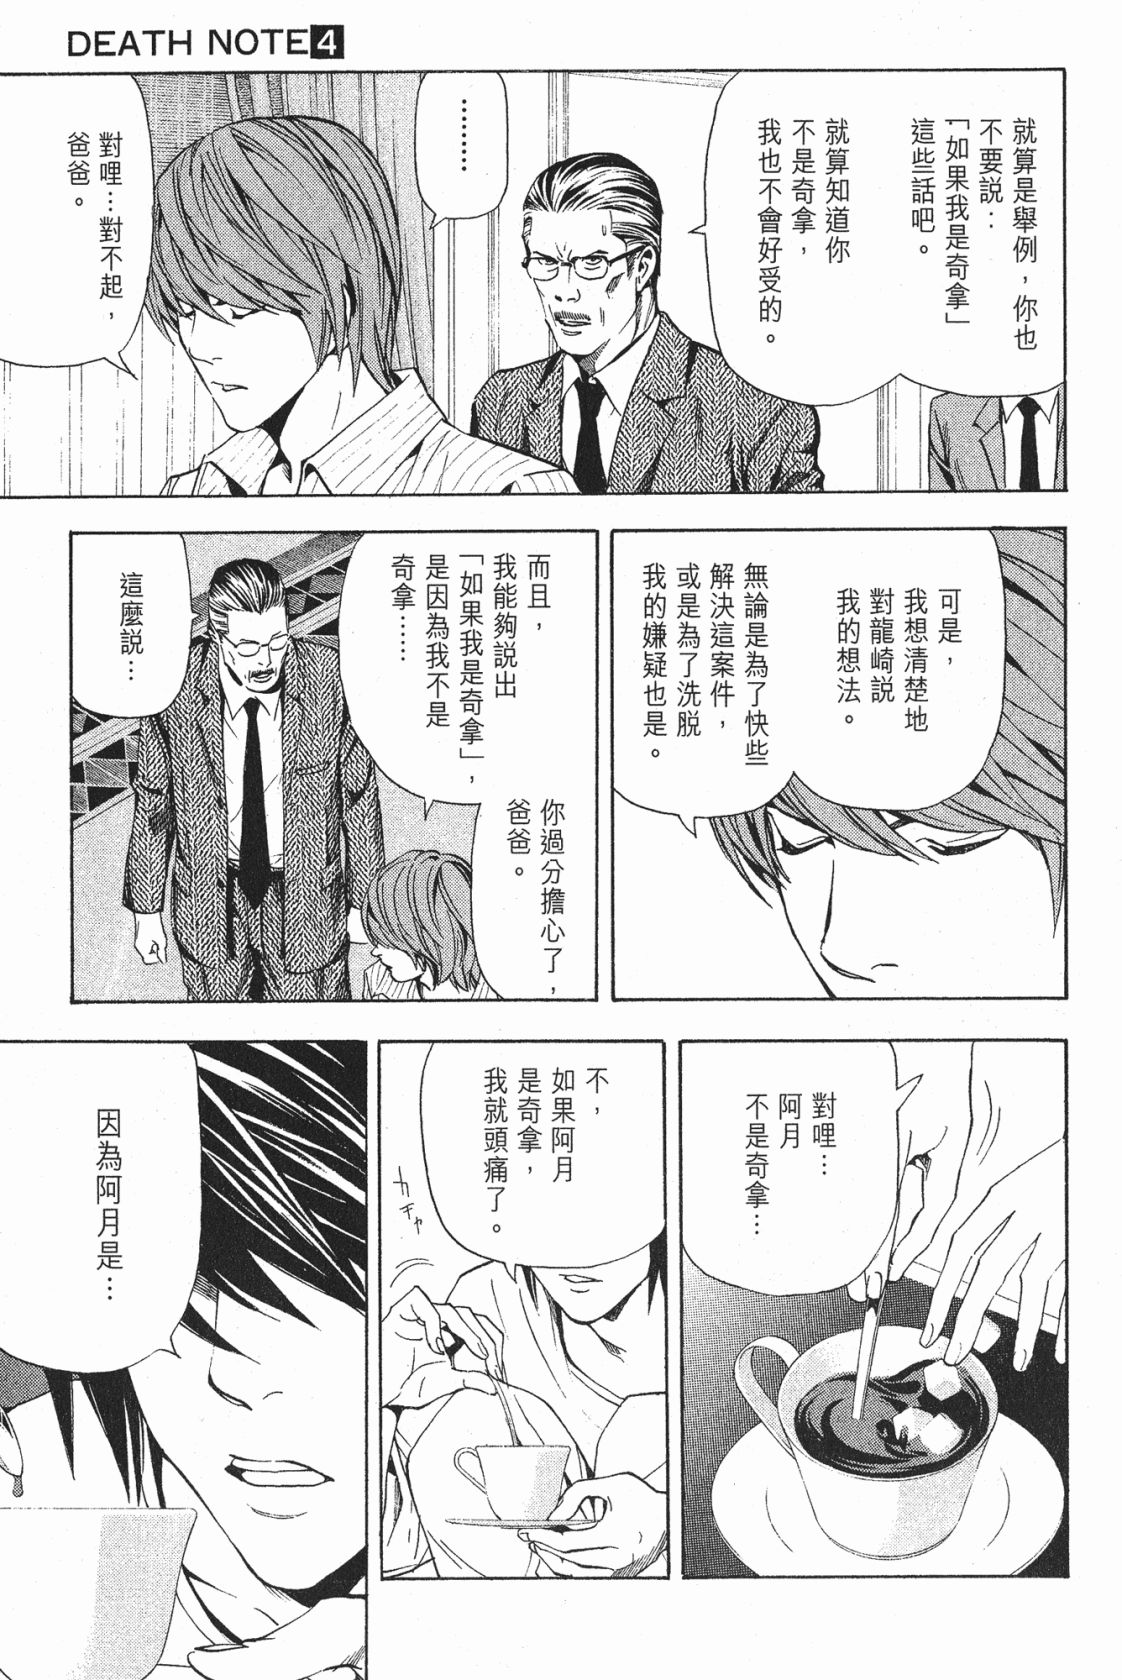 DEATH NOTE 4
就算是舉例，你也
不要説：
「如果我是奇拿」
這些話吧。
就算知道你
不是奇拿，
我也不會好受的。
………
對哩…對不起，
爸爸。
可是，
我想清楚地
對龍崎説
我的想法。
無論是為了快些
解決這案件，
或是為了洗脱
我的嫌疑也是。
而且，
我能夠説出
「如果我是奇拿」，
是因為我不是
奇拿……
你過分擔心了，
爸爸。
這麼説…
對哩…
阿月
不是奇拿…
不，
如果阿月
是奇拿，
我就頭痛了。
カチャ
因為阿月是…